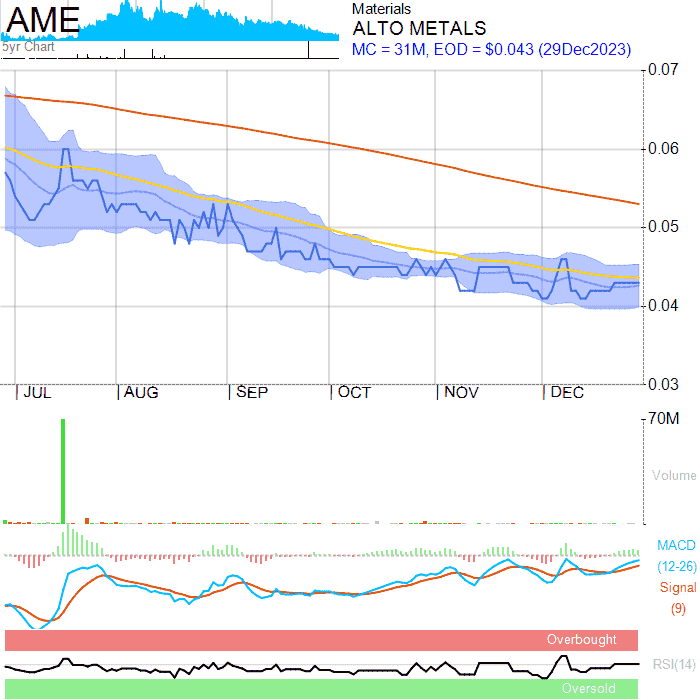 AME
5yr Chart
Materials
ALTO METALS
MC = 31M, EOD = $0.043 (29Dec2023)
0.07
0.06
0.05
0.04
0.03
JUL AUG SEP OCT NOV DEC
70M
Volume
MACD
(12-26)
Signal
(9)
Overbought
RSI(14)
Oversold